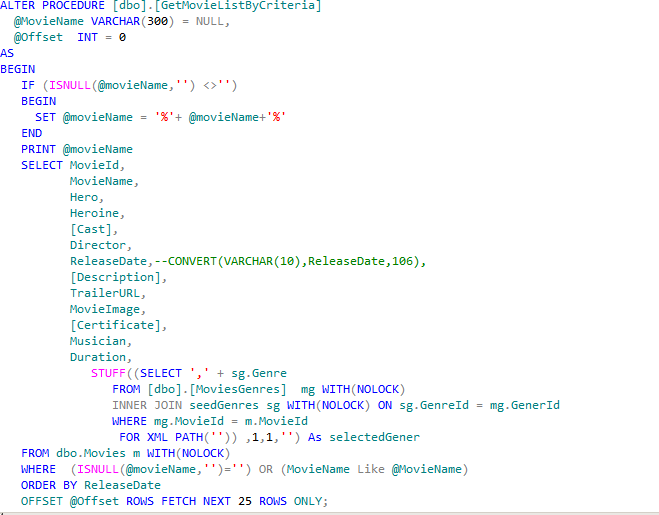 ALTER PROCEDURE [dbo].[GetMovieListByCriteria]
@MovieName VARCHAR(300) = NULL,
@Offset  INT = 0
AS
BEGIN
IF (ISNULL(@movieName,'') <>'')
BEGIN
SET @movieName = '%'+ @movieName+'%'
END
PRINT @movieName
SELECT MovieId,
MovieName,
Hero,
Heroine,
[Cast],
Director,
ReleaseDate,--CONVERT(VARCHAR(10),ReleaseDate,106),
[Description],
TrailerURL,
MovieImage,
[Certificate],
Musician,
Duration,
STUFF((SELECT ',' + sg.Genre
FROM [dbo].[MoviesGenres]  mg WITH(NOLOCK)
INNER JOIN seedGenres sg WITH(NOLOCK) ON sg.GenreId = mg.GenerId
WHERE mg.MovieId = m.MovieId
FOR XML PATH('')) ,1,1,'') As selectedGener
FROM dbo.Movies m WITH(NOLOCK)
WHERE  (ISNULL(@movieName,'')='') OR (MovieName Like @MovieName)
ORDER BY ReleaseDate
OFFSET @Offset ROWS FETCH NEXT 25 ROWS ONLY;